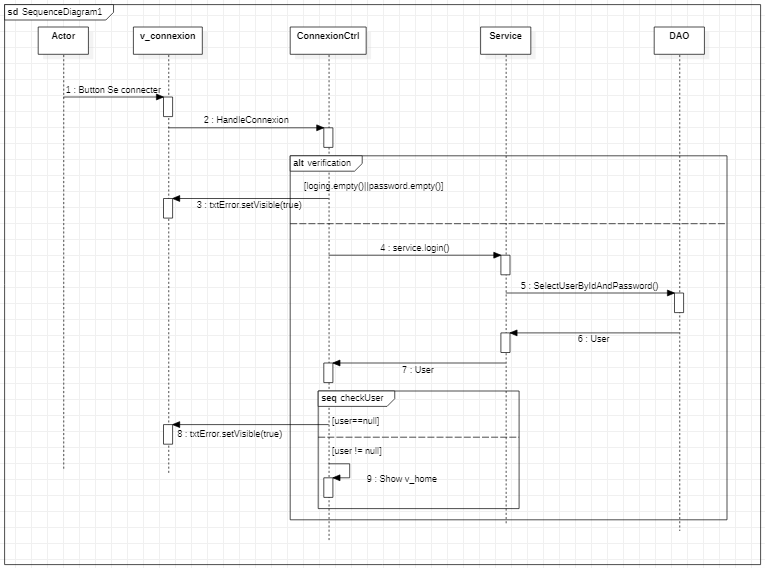 sd SequenceDiagram1
Actor
v_connexion
ConnexionCtrl
Service
DAO
1 : Button Se connecter
2 : HandleConnexion
alt verification
[loging.empty()||password.empty()]
3 : txtError.setVisible(true)
4 : service.login()
5 : SelectUserByIdAndPassword()
6 : User
7 : User
seq checkUser
[user==null]
8 : txtError.setVisible(true)
[user != null]
9 : Show v_home